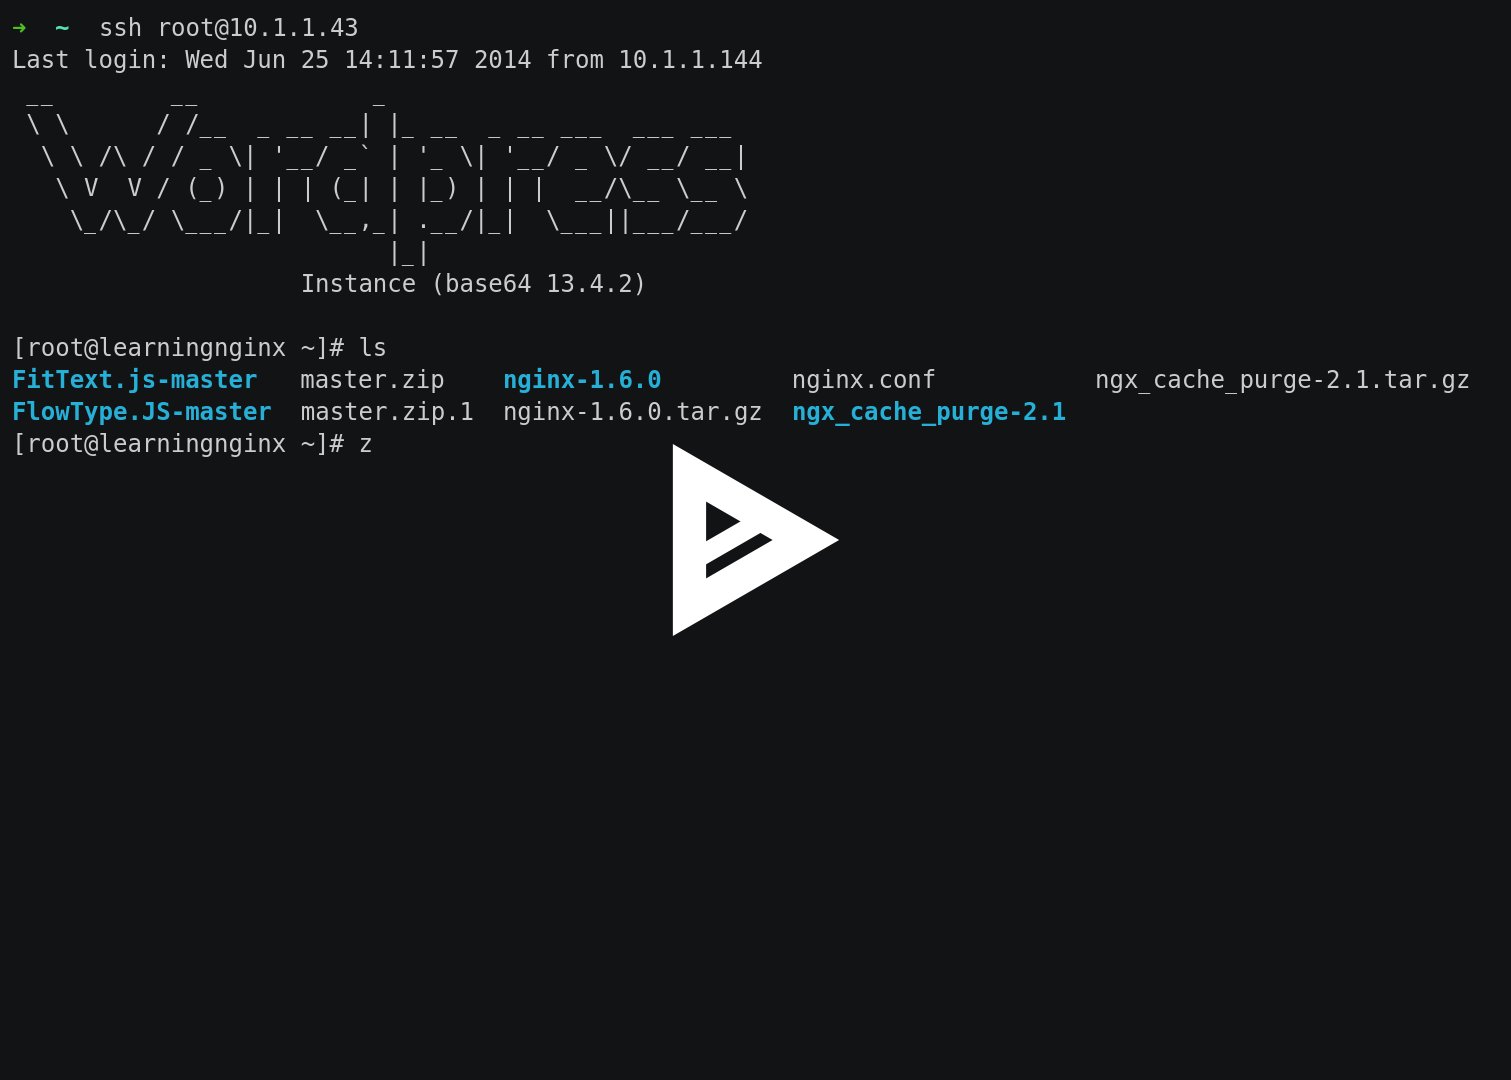 ➜  ~  ssh root@10.1.1.43
Last login: Wed Jun 25 14:11:57 2014 from 10.1.1.144
 __        __            _
 \ \      / /__  _ __ __| |_ __  _ __ ___  ___ ___
  \ \ /\ / / _ \| '__/ _` | '_ \| '__/ _ \/ __/ __|
   \ V  V / (_) | | | (_| | |_) | | |  __/\__ \__ \
    \_/\_/ \___/|_|  \__,_| .__/|_|  \___||___/___/
                          |_|
                    Instance (base64 13.4.2)
[root@learningnginx ~]# ls
FitText.js-master   master.zip    nginx-1.6.0         nginx.conf           ngx_cache_purge-2.1.tar.gz
FlowType.JS-master  master.zip.1  nginx-1.6.0.tar.gz  ngx_cache_purge-2.1
[root@learningnginx ~]# z